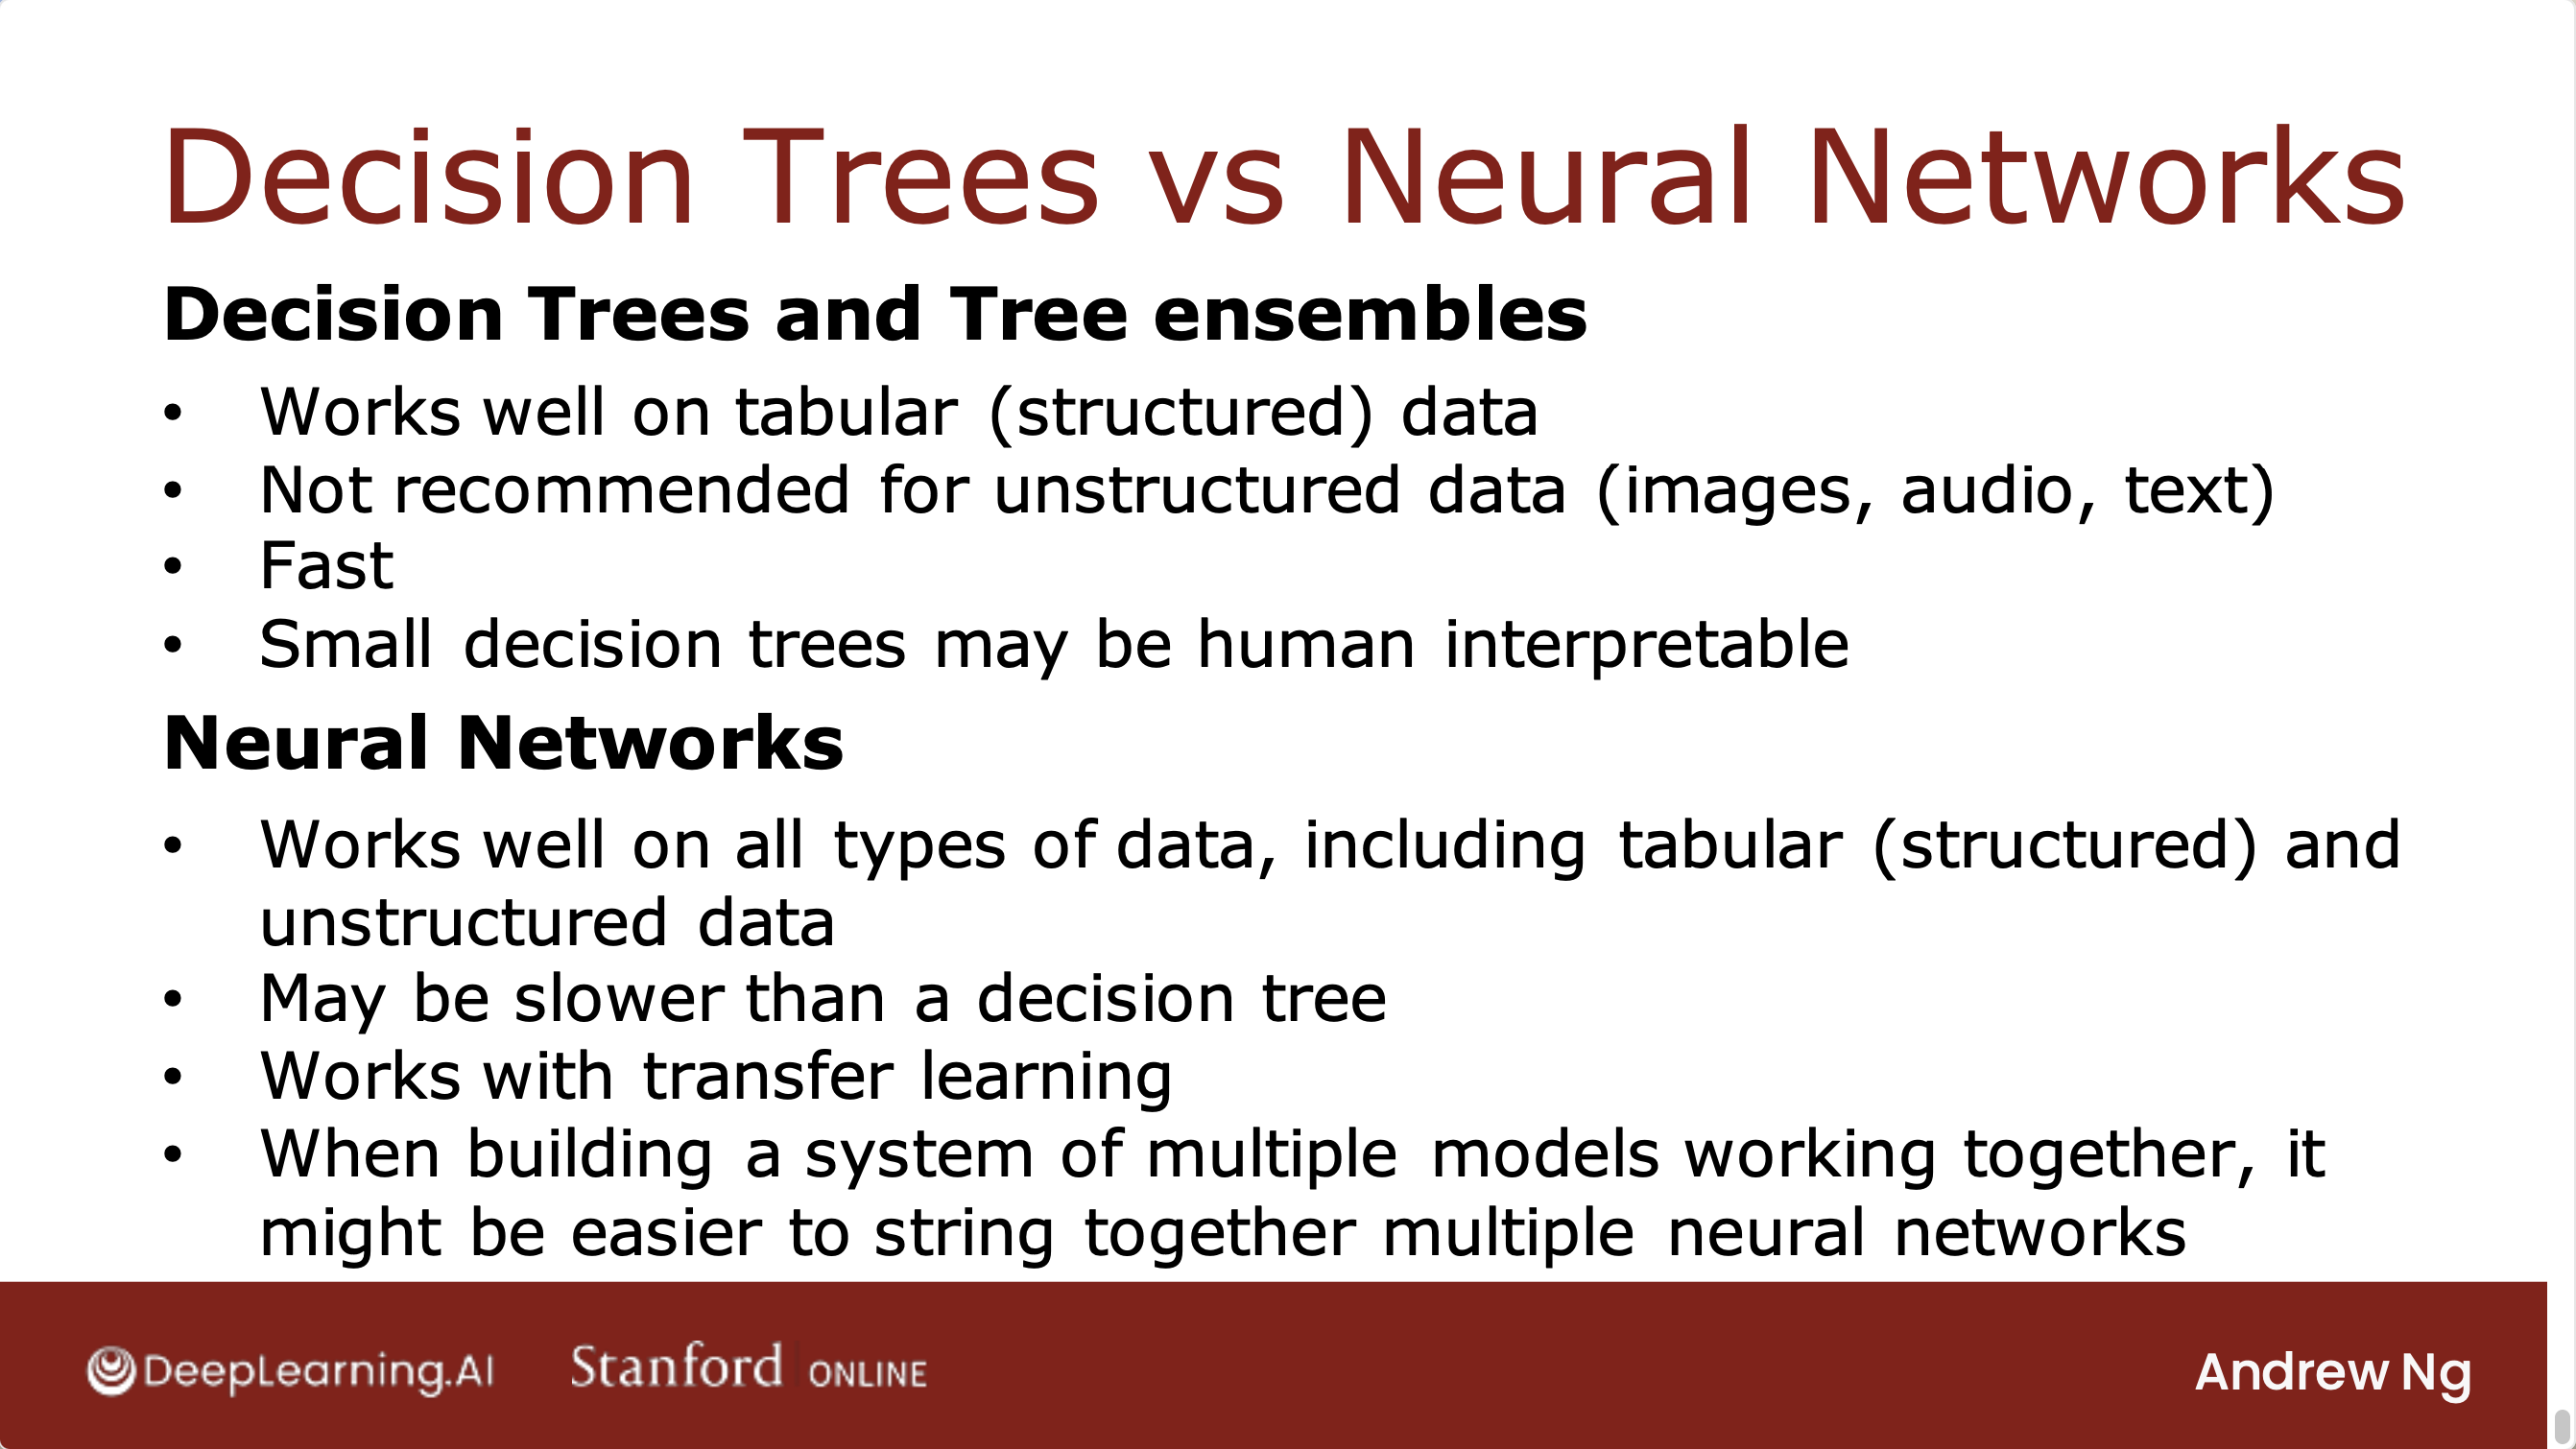 Decision Trees vs Neural Networks
Decision Trees and Tree ensembles
• Works well on tabular (structured) data
• Not recommended for unstructured data (images, audio, text)
• Fast
• Small decision trees may be human interpretable
Neural Networks
• Works well on all types of data, including tabular (structured) and
unstructured data
• May be slower than a decision tree
• Works with transfer learning
• When building a system of multiple models working together, it
might be easier to string together multiple neural networks
DeepLearning.AI Stanford ONLINE Andrew Ng